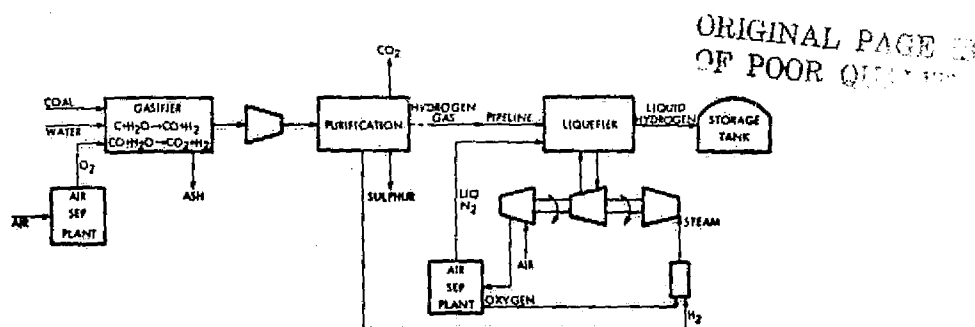 ORIGINAL PAGE
OF POOR
CO2
COAL
WATER
GASIFIER
C+H2O→CO+H2
CO+H2O→CO2+H2
O2
ASH
AIR
AIR
SEP
PLANT
PURIFICATION
SULPHUR
HYDROGEN
GAS
PIPELINE
LIQUEFIER
LIQUID
HYDROGEN
STORAGE
TANK
LIQ
N2
AIR
STEAM
AIR
SEP
PLANT
OXYGEN
H2